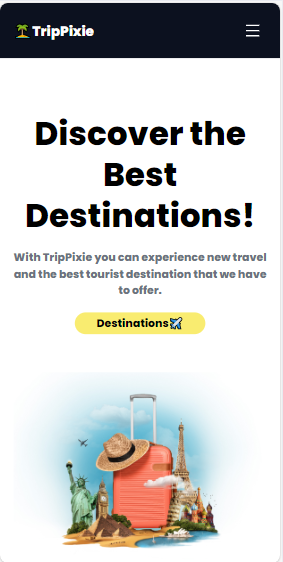 🌴 TripPixie
Discover the
Best
Destinations!
With TripPixie you can experience new travel
and the best tourist destination that we have
to offer.
Destinations✈️